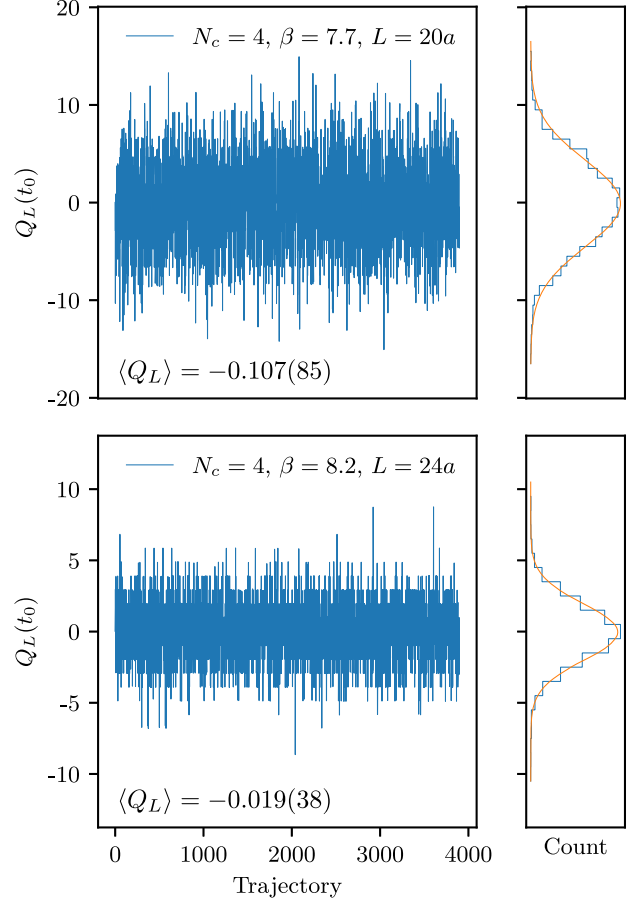 20
10
0
-10
-20
Q_L(t_0)
N_c = 4, β = 7.7, L = 20a
⟨Q_L⟩ = −0.107(85)
10
5
0
-5
-10
Q_L(t_0)
N_c = 4, β = 8.2, L = 24a
⟨Q_L⟩ = −0.019(38)
0 1000 2000 3000 4000
Trajectory
Count